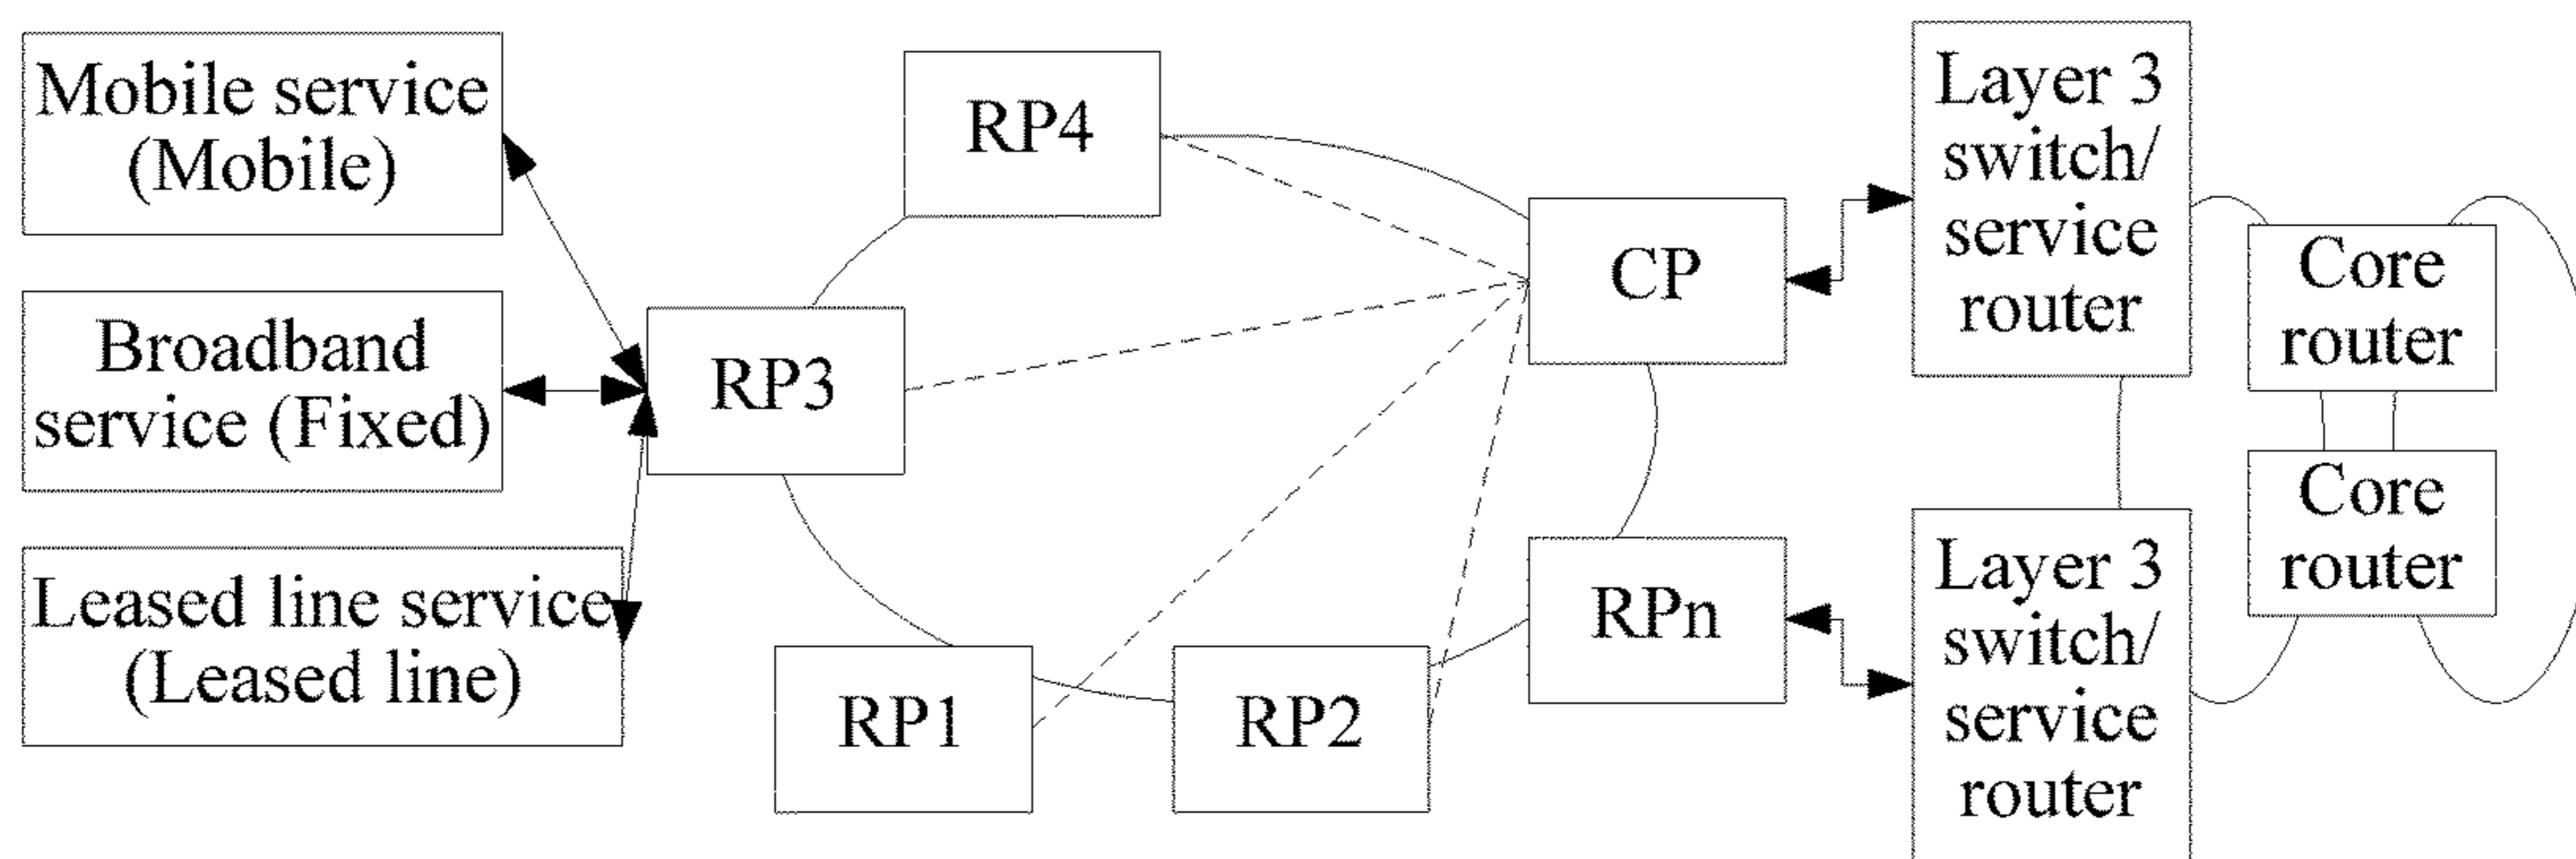 Mobile service
(Mobile)
Broadband
service (Fixed)
Leased line service
(Leased line)
RP4
RP3
RP1
RP2
CP
RPn
Layer 3
switch/
service
router
Layer 3
switch/
service
router
Core
router
Core
router